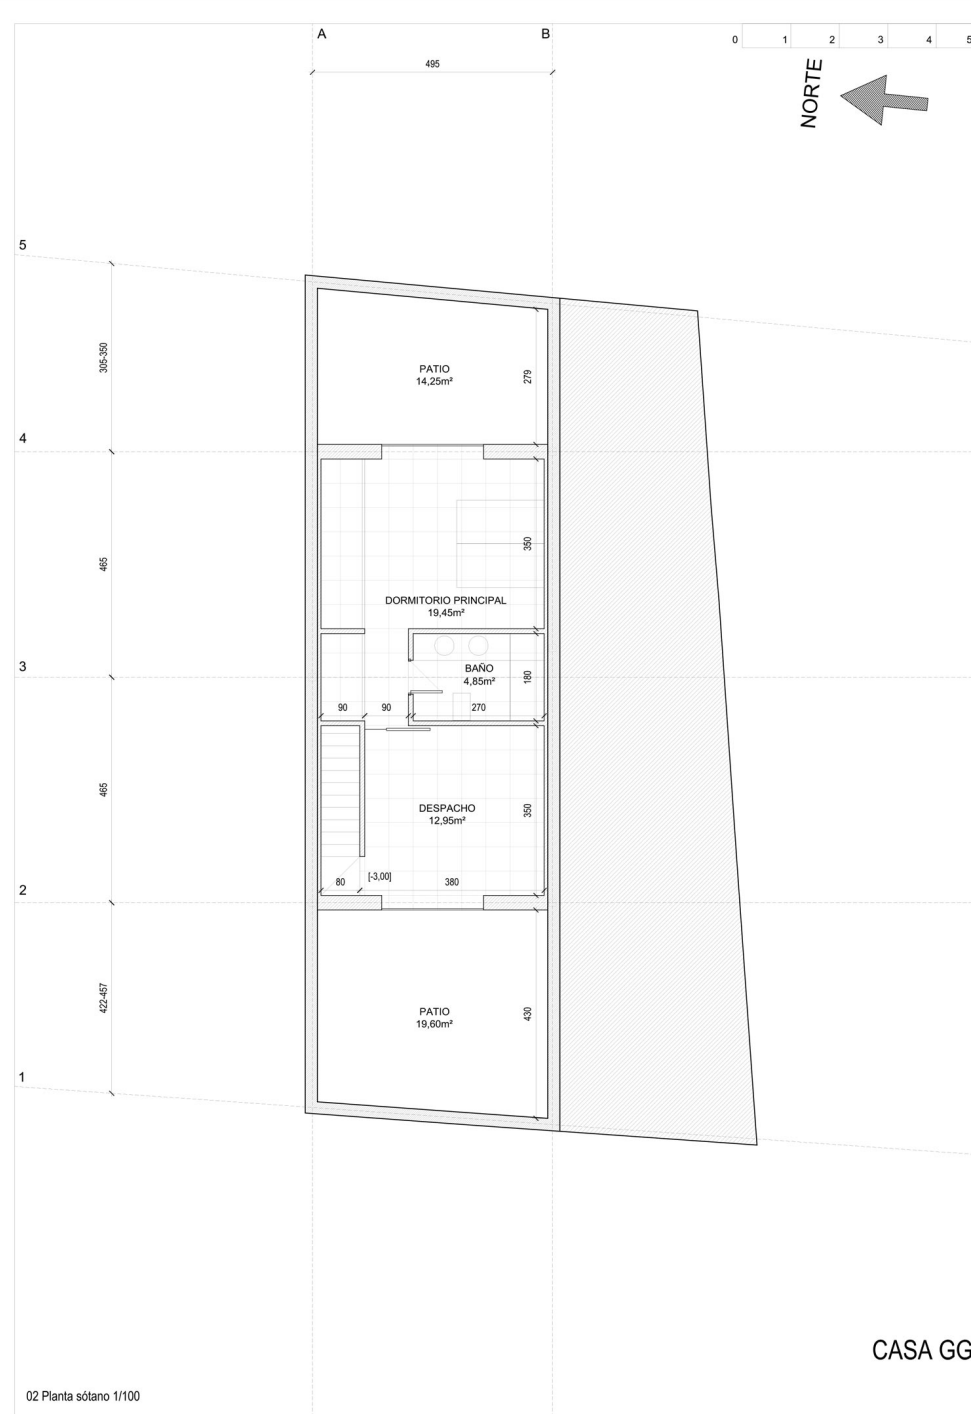 A
B
0 1 2 3 4 5
495
NORTE
5
305-350
PATIO
14,25m²
279
4
465
350
DORMITORIO PRINCIPAL
19,45m²
3
BAÑO
4,85m²
180
90
90
270
465
DESPACHO
12,95m²
350
80
[-3,00]
380
2
422-457
PATIO
19,60m²
430
1
CASA GG
02 Planta sótano 1/100